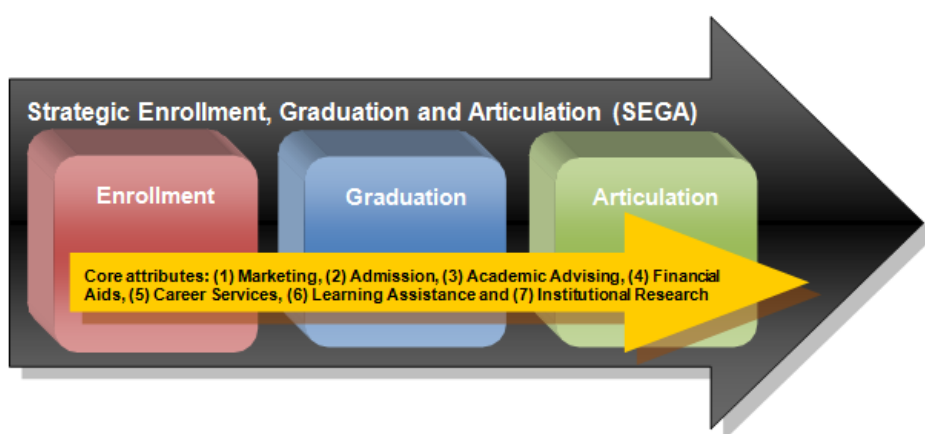 Strategic Enrollment, Graduation and Articulation (SEGA)
Enrollment
Graduation
Articulation
Core attributes: (1) Marketing, (2) Admission, (3) Academic Advising, (4) Financial
Aids, (5) Career Services, (6) Learning Assistance and (7) Institutional Research